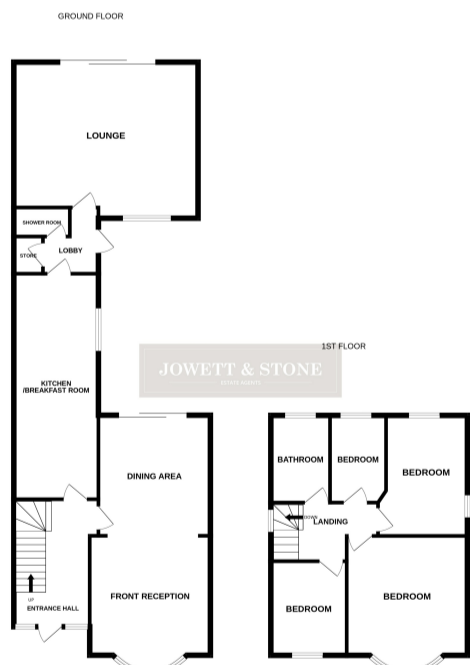 GROUND FLOOR
LOUNGE
SHOWER ROOM
STORE
LOBBY
KITCHEN
/BREAKFAST ROOM
DINING AREA
FRONT RECEPTION
UP
ENTRANCE HALL
1ST FLOOR
JOWETT & STONE
ESTATE AGENTS
BATHROOM
BEDROOM
BEDROOM
DOWN
LANDING
BEDROOM
BEDROOM